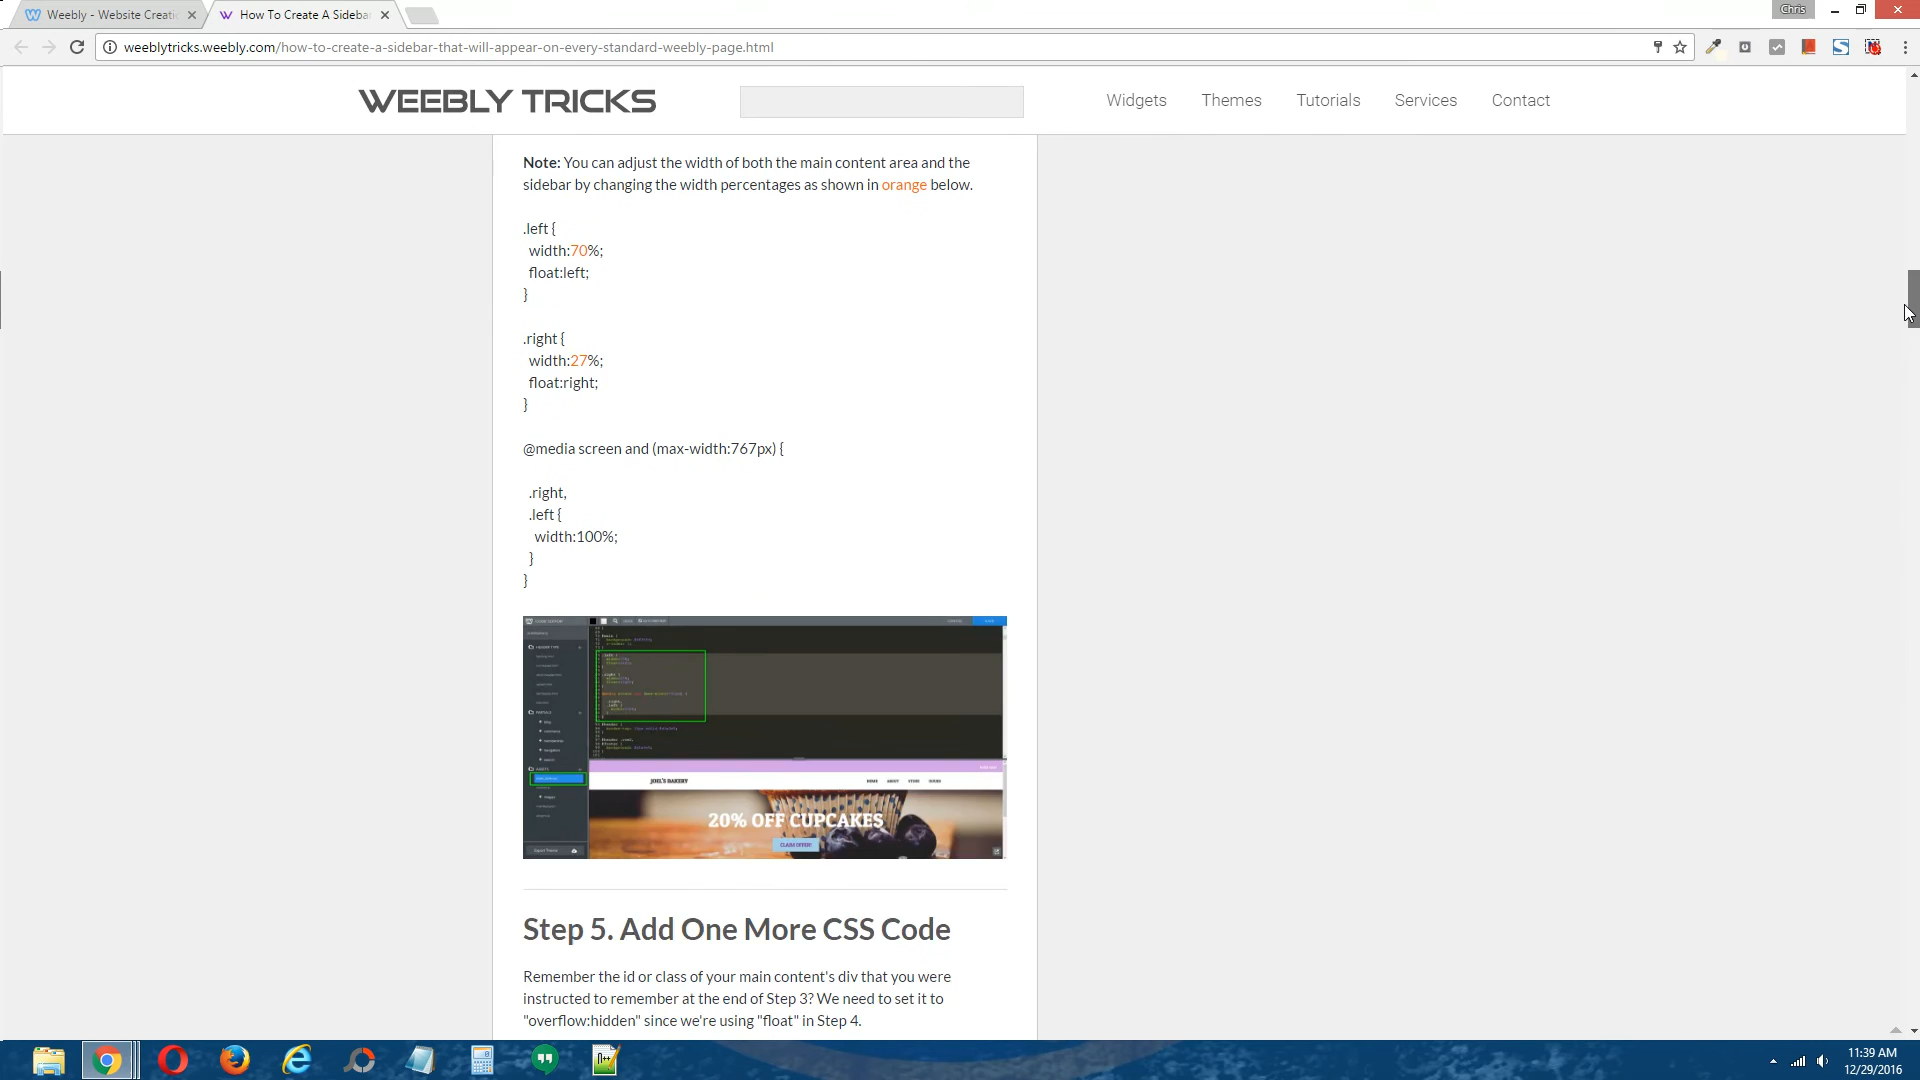 Weebly - Website Creati
How To Create A Sideba
Chris
weeblytricks.weebly.com/how-to-create-a-sidebar-that-will-appear-on-every-standard-weebly-page.html
WEEBLY TRICKS
Widgets
Themes
Tutorials
Services
Contact
Note: You can adjust the width of both the main content area and the
sidebar by changing the width percentages as shown in orange below.
.left {
width:70%;
float:left;
}
.right {
width:27%;
float:right;
}
@media screen and (max-width:767px) {
.right,
.left {
width:100%;
}
}
JOEL'S BAKERY
HOME ABOUT STORE
20% OFF CUPCAKES
CLAIM OFFER!
Step 5. Add One More CSS Code
Remember the id or class of your main content's div that you were
instructed to remember at the end of Step 3? We need to set it to
"overflow:hidden" since we're using "float" in Step 4.
11:39 AM
12/29/2016